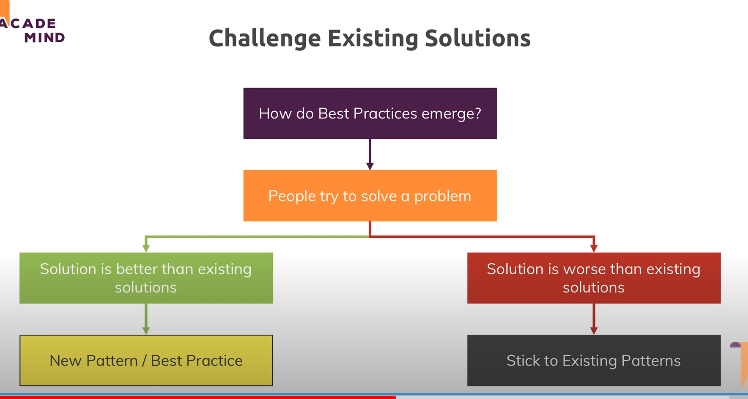 ACADE
MIND
Challenge Existing Solutions
How do Best Practices emerge?
People try to solve a problem
Solution is better than existing
solutions
Solution is worse than existing
solutions
New Pattern / Best Practice
Stick to Existing Patterns